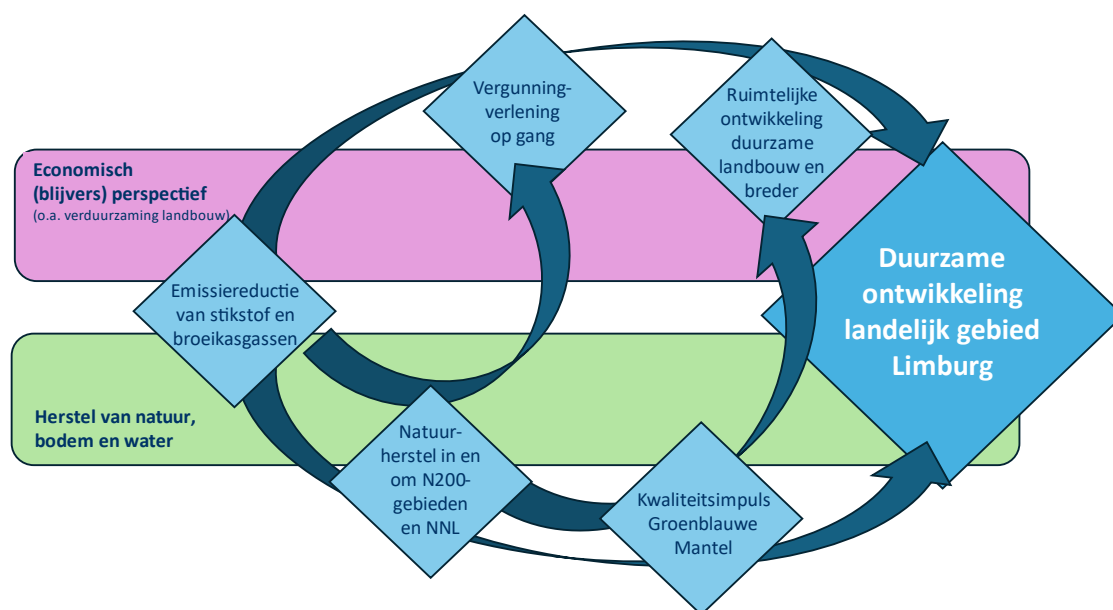 Vergunning-
verlening
op gang
Ruimtelijke
ontwikkeling
duurzame
landbouw en
breder
Economisch
(blijvers) perspectief
(o.a. verduurzaming landbouw)
Emissiereductie
van stikstof en
broeikasgassen
Duurzame
ontwikkeling
landelijk gebied
Limburg
Herstel van natuur,
bodem en water
Natuur-
herstel in en
om N200-
gebieden
en NNL
Kwaliteitsimpuls
Groenblauwe
Mantel